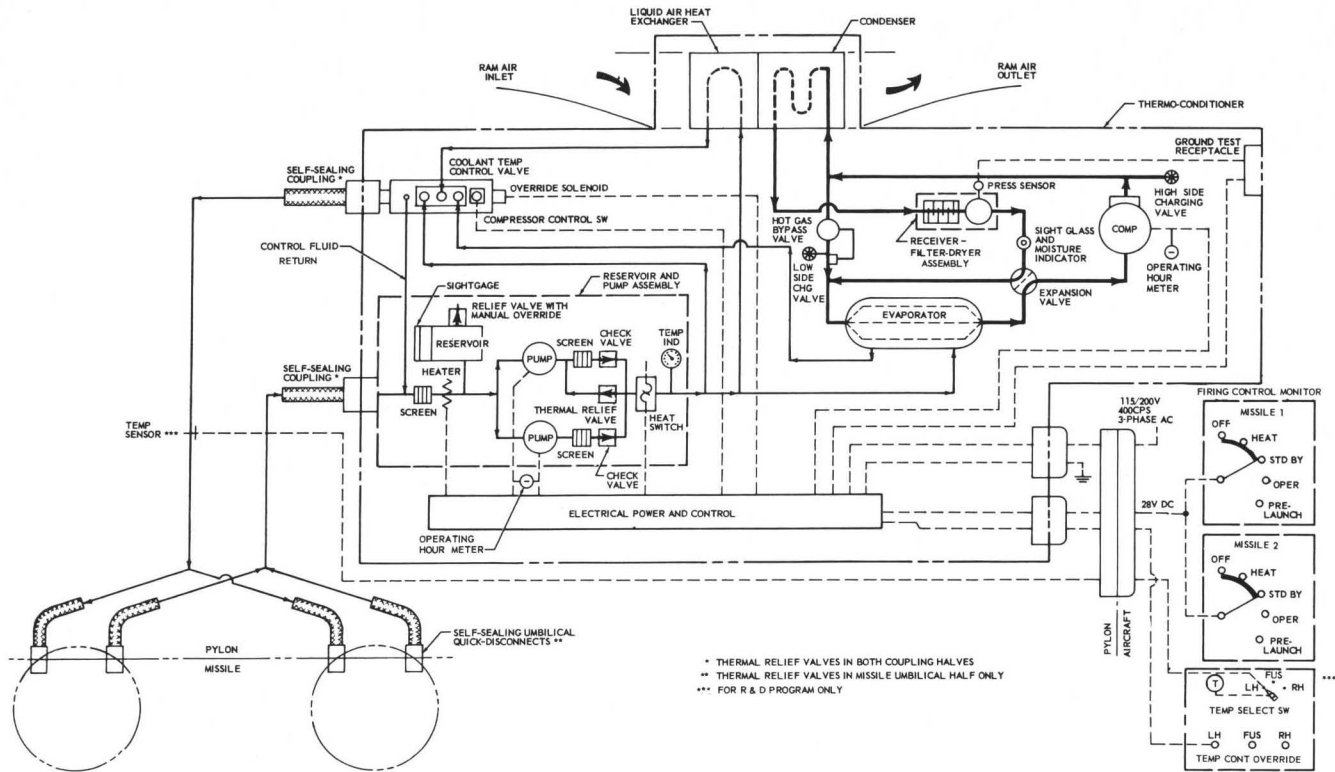 LIQUID AIR HEAT
EXCHANGER
CONDENSER
RAM AIR
INLET
RAM AIR
OUTLET
THERMO-CONDITIONER
GROUND TEST
RECEPTACLE
SELF-SEALING
COUPLING *
COOLANT TEMP
CONTROL VALVE
OVERRIDE SOLENOID
COMPRESSOR CONTROL SW
PRESS SENSOR
HIGH SIDE
CHARGING
VALVE
HOT GAS
BYPASS
VALVE
RECEIVER -
FILTER-DRYER
ASSEMBLY
SIGHT GLASS
AND
MOISTURE
INDICATOR
COMP
CONTROL FLUID
RETURN
LOW
SIDE
CHG
VALVE
EXPANSION
VALVE
OPERATING
HOUR
METER
RESERVOIR AND
PUMP ASSEMBLY
SIGHTGAGE
RELIEF VALVE WITH
MANUAL OVERRIDE
RESERVOIR
EVAPORATOR
PUMP
SCREEN
CHECK
VALVE
TEMP
IND
SELF-SEALING
COUPLING *
HEATER
SCREEN
THERMAL RELIEF
VALVE
HEAT
SWITCH
PUMP
SCREEN
CHECK
VALVE
TEMP
SENSOR ***
115/200V
400CPS
3-PHASE AC
FIRING CONTROL MONITOR
MISSILE 1
OFF
HEAT
STD BY
OPER
PRE-
LAUNCH
28V DC
ELECTRICAL POWER AND CONTROL
OPERATING
HOUR METER
MISSILE 2
OFF
HEAT
STD BY
OPER
PRE-
LAUNCH
SELF-SEALING UMBILICAL
QUICK-DISCONNECTS **
PYLON
MISSILE
PYLON
AIRCRAFT
* THERMAL RELIEF VALVES IN BOTH COUPLING HALVES
** THERMAL RELIEF VALVES IN MISSILE UMBILICAL HALF ONLY
*** FOR R & D PROGRAM ONLY
T
FUS
LH
RH
***
TEMP SELECT SW
LH FUS RH
TEMP CONT OVERRIDE